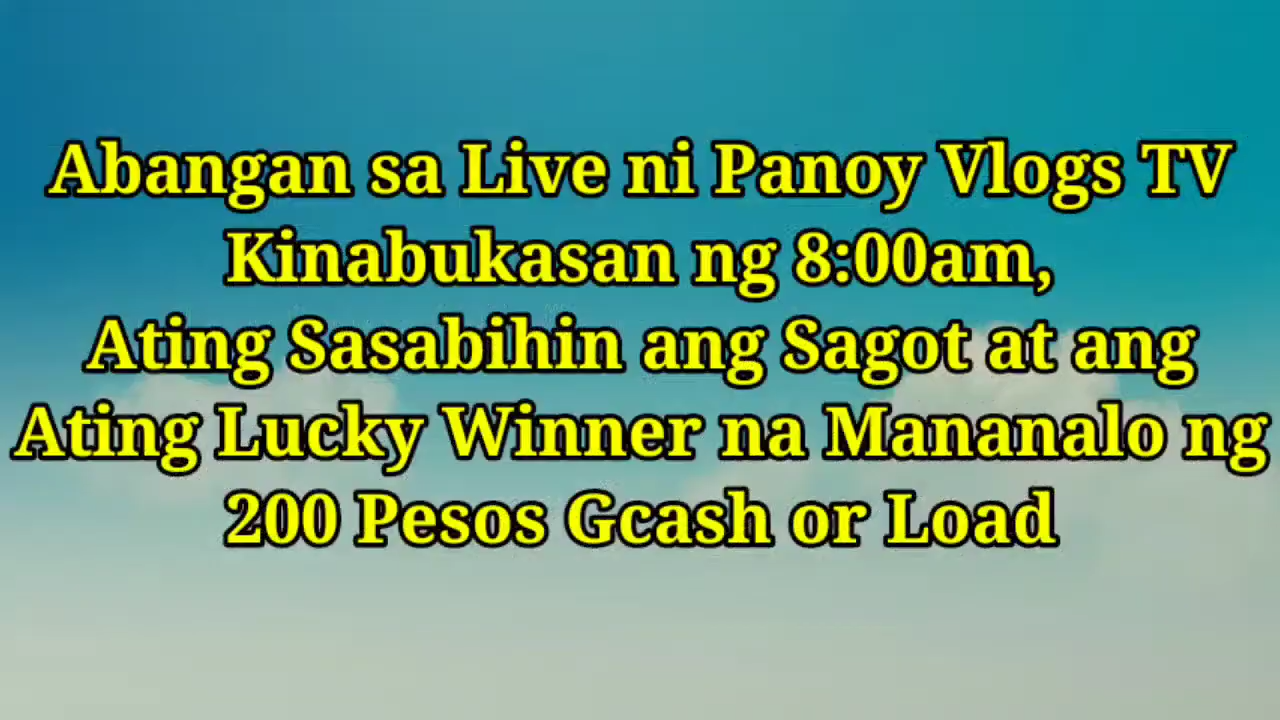 Abangan sa Live ni Panoy Vlogs TV
Kinabukasan ng 8:00am,
Ating Sasabihin ang Sagot at ang
Ating Lucky Winner na Mananalo ng
200 Pesos Gcash or Load